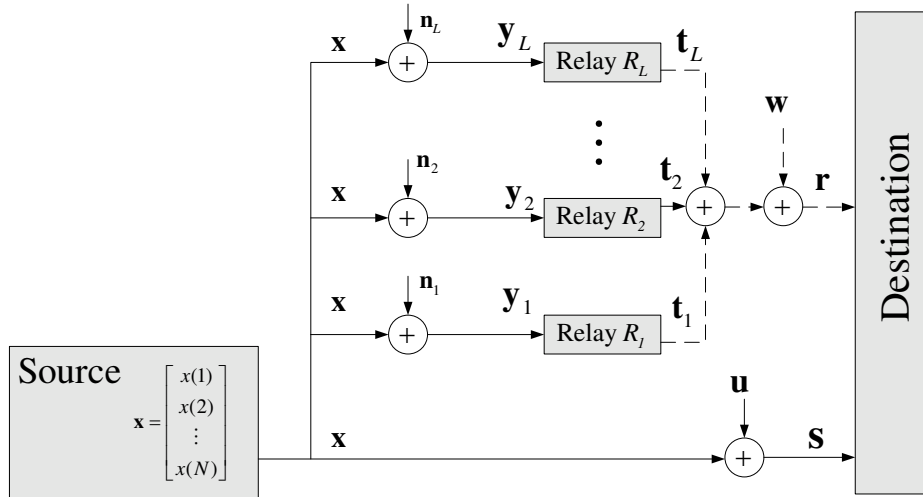 n_L
x
y_L
Relay R_L
t_L
+
w
n_2
x
y_2
Relay R_2
t_2
+
+
r
n_1
x
y_1
Relay R_1
t_1
Destination
Source
x = [x(1)
x(2)
⋮
x(N)]
x
u
+
s
+
+